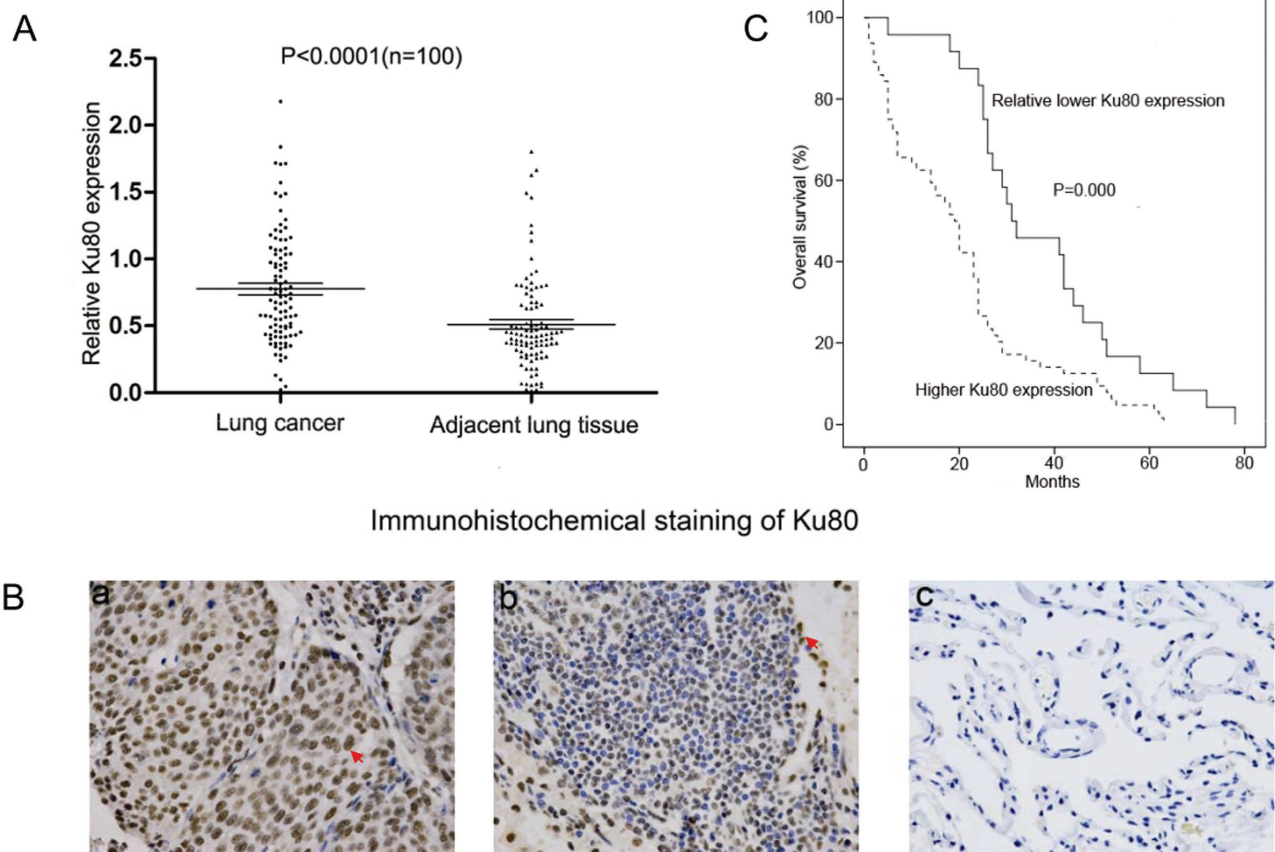 A
P<0.0001(n=100)
2.5
2.0
1.5
1.0
0.5
0.0
Relative Ku80 expression
Lung cancer
Adjacent lung tissue
C
100
80
60
40
20
0
Overall survival (%)
Relative lower Ku80 expression
P=0.000
Higher Ku80 expression
0 20 40 60 80
Months
Immunohistochemical staining of Ku80
B
a
b
c